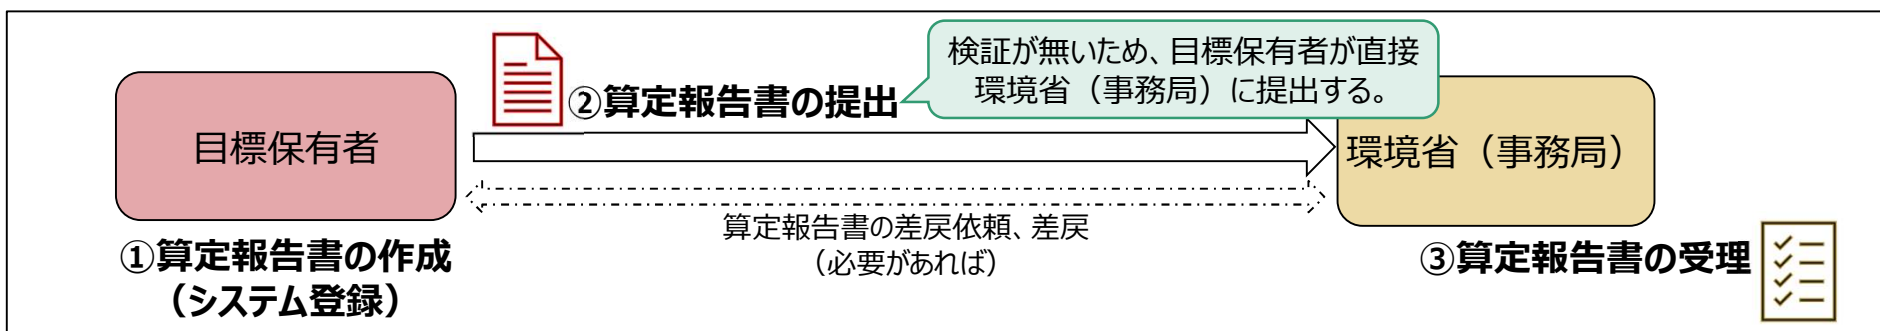 検証が無いため、目標保有者が直接
環境省（事務局）に提出する。
②算定報告書の提出
目標保有者
環境省（事務局）
算定報告書の差戻依頼、差戻
（必要があれば）
①算定報告書の作成
（システム登録）
③算定報告書の受理